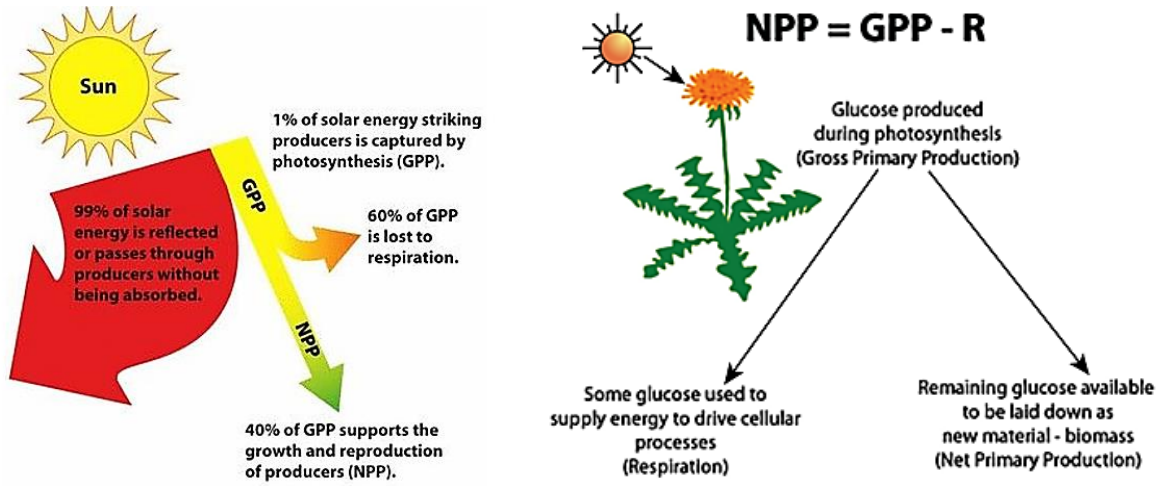 Sun
1% of solar energy striking
producers is captured by
photosynthesis (GPP).
GPP
99% of solar
energy is reflected
or passes through
producers without
being absorbed.
60% of GPP
is lost to
respiration.
NPP
40% of GPP supports the
growth and reproduction
of producers (NPP).
NPP = GPP - R
Glucose produced
during photosynthesis
(Gross Primary Production)
Some glucose used to
supply energy to drive cellular
processes
(Respiration)
Remaining glucose available
to be laid down as
new material - biomass
(Net Primary Production)